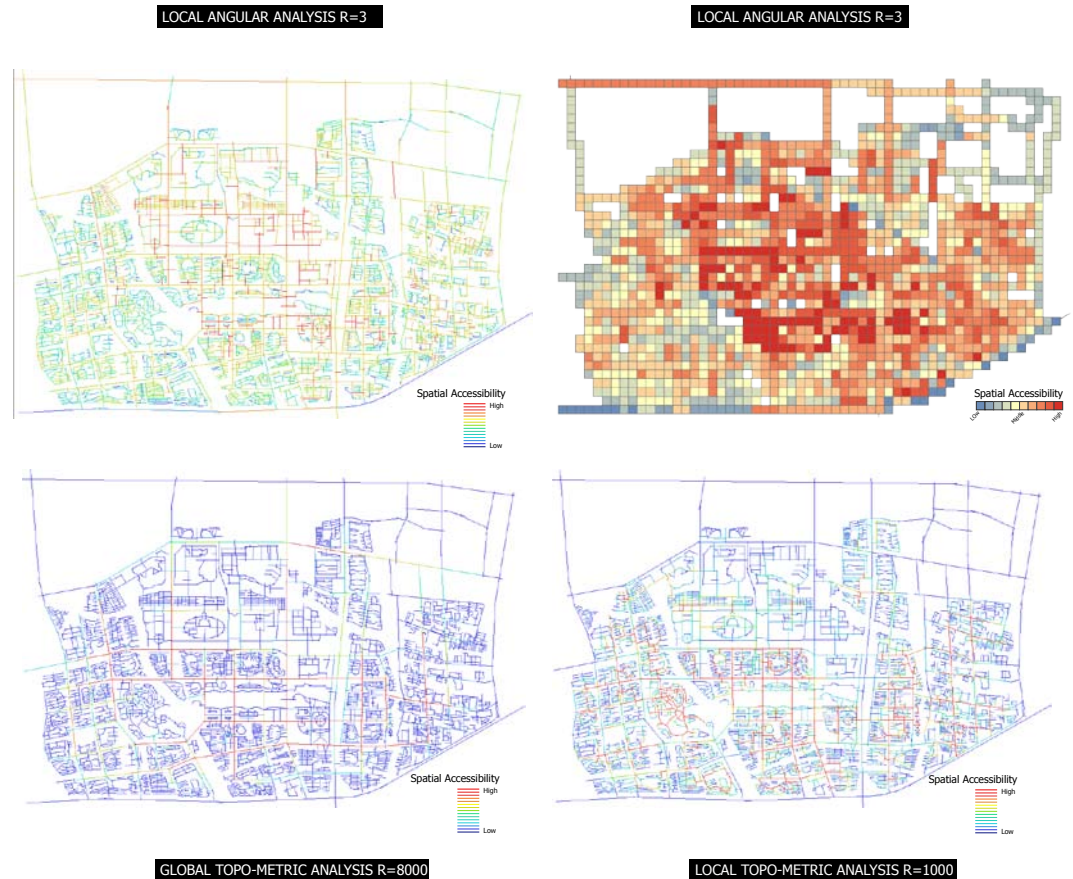 LOCAL ANGULAR ANALYSIS R=3
LOCAL ANGULAR ANALYSIS R=3
Spatial Accessibility
High
Low
Spatial Accessibility
Low
Middle
High
Spatial Accessibility
High
Low
Spatial Accessibility
High
Low
GLOBAL TOPO-METRIC ANALYSIS R=8000
LOCAL TOPO-METRIC ANALYSIS R=1000